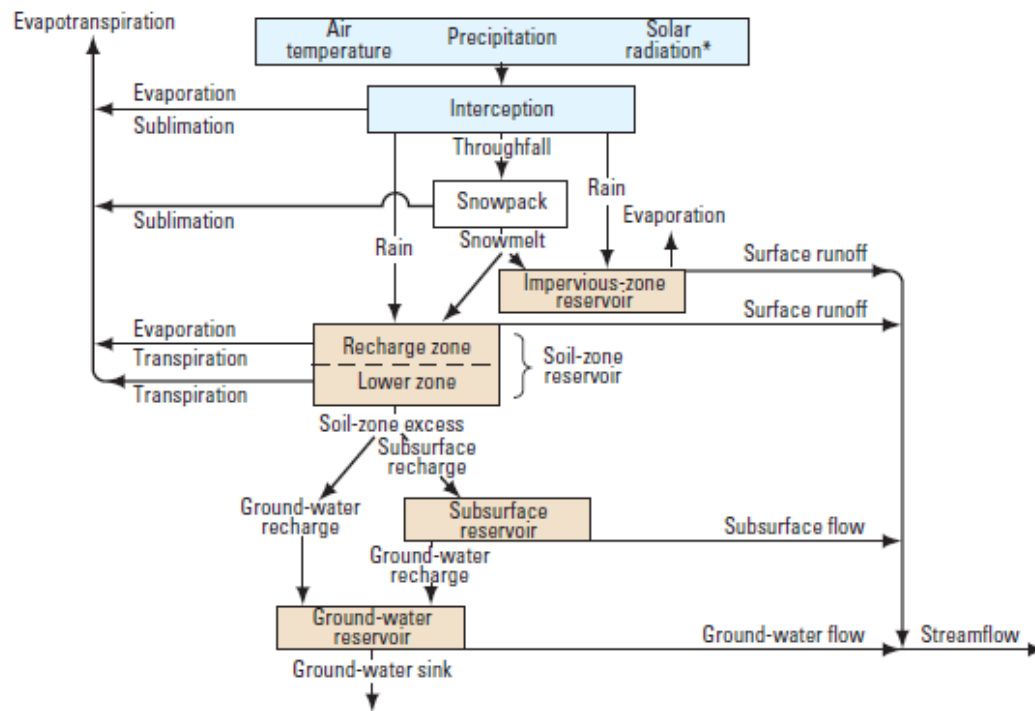 Evapotranspiration
Air
temperature
Precipitation
Solar
radiation*
Evaporation
Sublimation
Interception
Throughfall
Rain
Snowpack
Sublimation
Evaporation
Snowmelt
Rain
Impervious-zone
reservoir
Surface runoff
Surface runoff
Evaporation
Transpiration
Recharge zone
Lower zone
Soil-zone
reservoir
Transpiration
Soil-zone excess
Subsurface
recharge
Ground-water
recharge
Subsurface
reservoir
Subsurface flow
Ground-water
recharge
Ground-water
reservoir
Ground-water flow
Streamflow
Ground-water sink